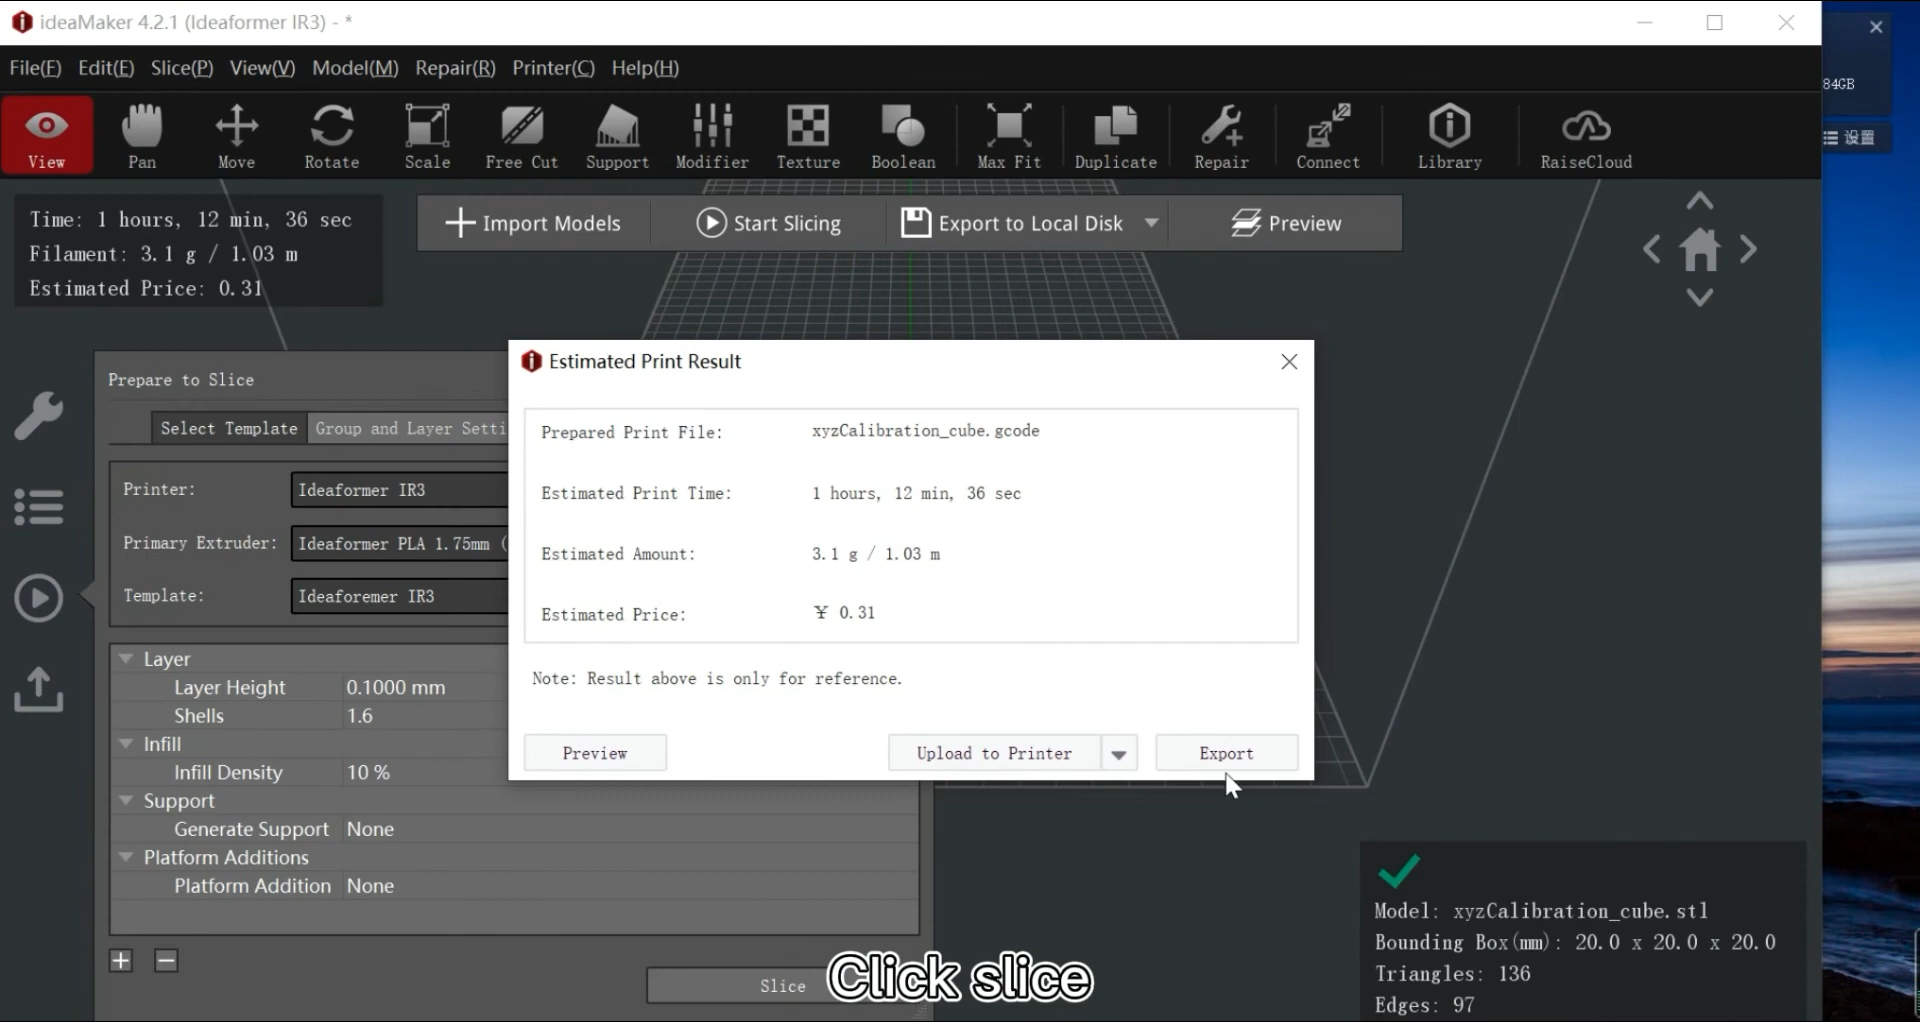 ideaMaker 4.2.1 (Ideaformer IR3) - *
File(F) Edit(E) Slice(P) View(V) Model(M) Repair(R) Printer(C) Help(H)
View Pan Move Rotate Scale Free Cut Support Modifier Texture Boolean Max Fit Duplicate Repair Connect Library RaiseCloud
84GB
设置
Time: 1 hours, 12 min, 36 sec
Filament: 3.1 g / 1.03 m
Estimated Price: 0.31
Import Models Start Slicing Export to Local Disk Preview
Prepare to Slice
Select Template Group and Layer Setti
Printer: Ideaformer IR3
Primary Extruder: Ideaformer PLA 1.75mm (
Template: Ideaforemer IR3
Layer
Layer Height 0.1000 mm
Shells 1.6
Infill
Infill Density 10 %
Support
Generate Support None
Platform Additions
Platform Addition None
Slice
Estimated Print Result
Prepared Print File: xyzCalibration_cube.gcode
Estimated Print Time: 1 hours, 12 min, 36 sec
Estimated Amount: 3.1 g / 1.03 m
Estimated Price: ¥ 0.31
Note: Result above is only for reference.
Preview Upload to Printer Export
Model: xyzCalibration_cube.stl
Bounding Box(mm): 20.0 x 20.0 x 20.0
Triangles: 136
Edges: 97
Click slice